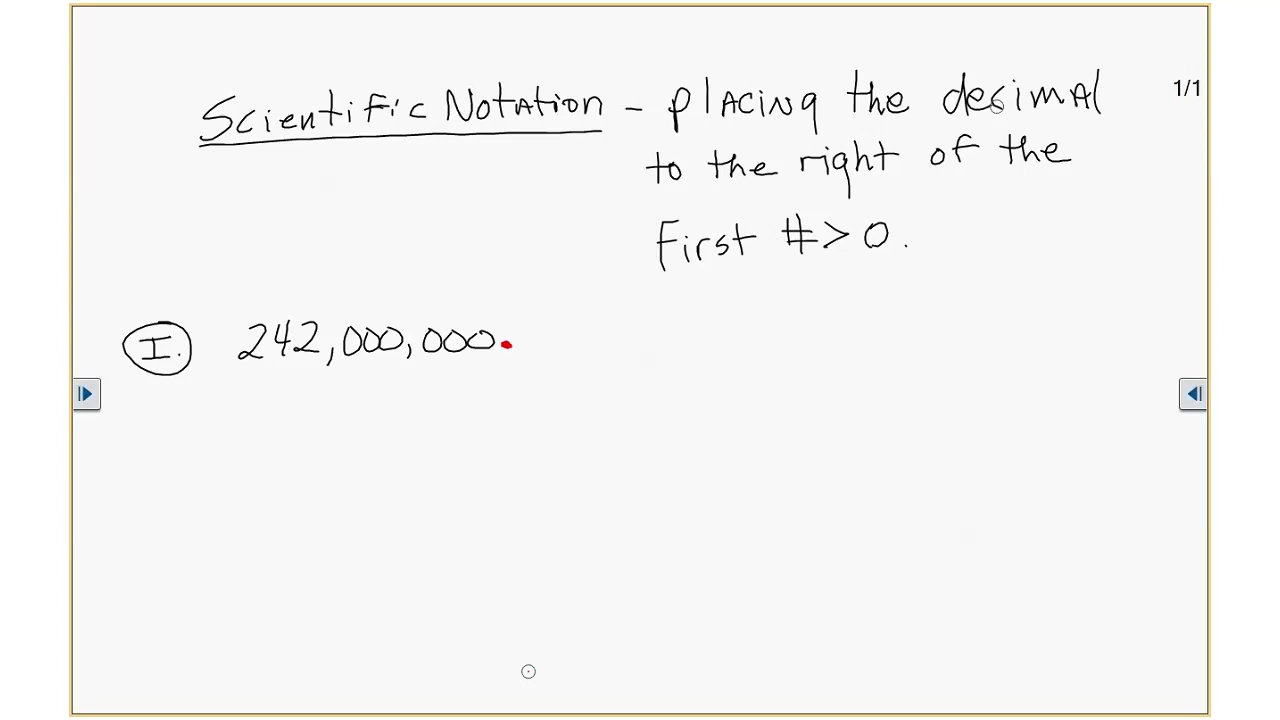 Scientific Notation - placing the decimal
to the right of the
First #>0.
1/1
I. 242,000,000.